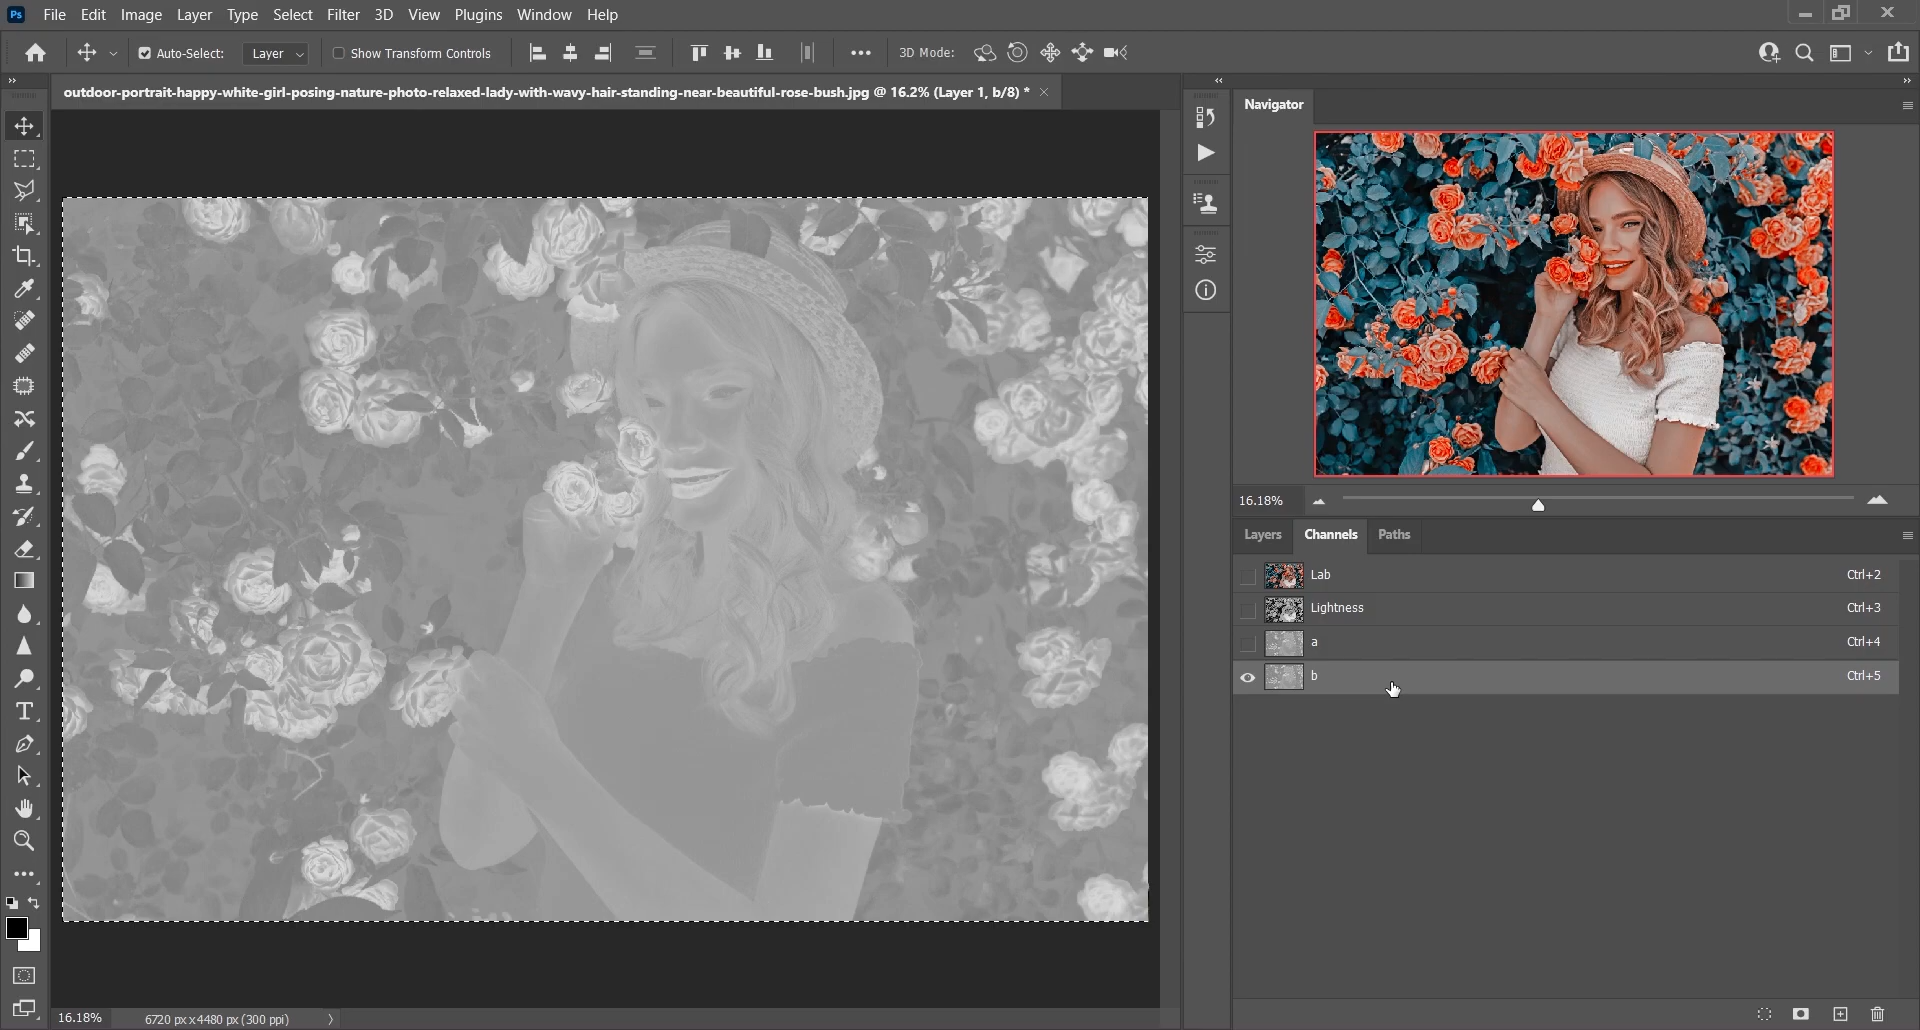 Ps File Edit Image Layer Type Select Filter 3D View Plugins Window Help
Auto-Select: Layer Show Transform Controls 3D Mode:
outdoor-portrait-happy-white-girl-posing-nature-photo-relaxed-lady-with-wavy-hair-standing-near-beautiful-rose-bush.jpg @ 16.2% (Layer 1, b/8) *
Navigator
16.18%
Layers Channels Paths
Lab Ctrl+2
Lightness Ctrl+3
a Ctrl+4
b Ctrl+5
16.18% 6720 px x 4480 px (300 ppi)